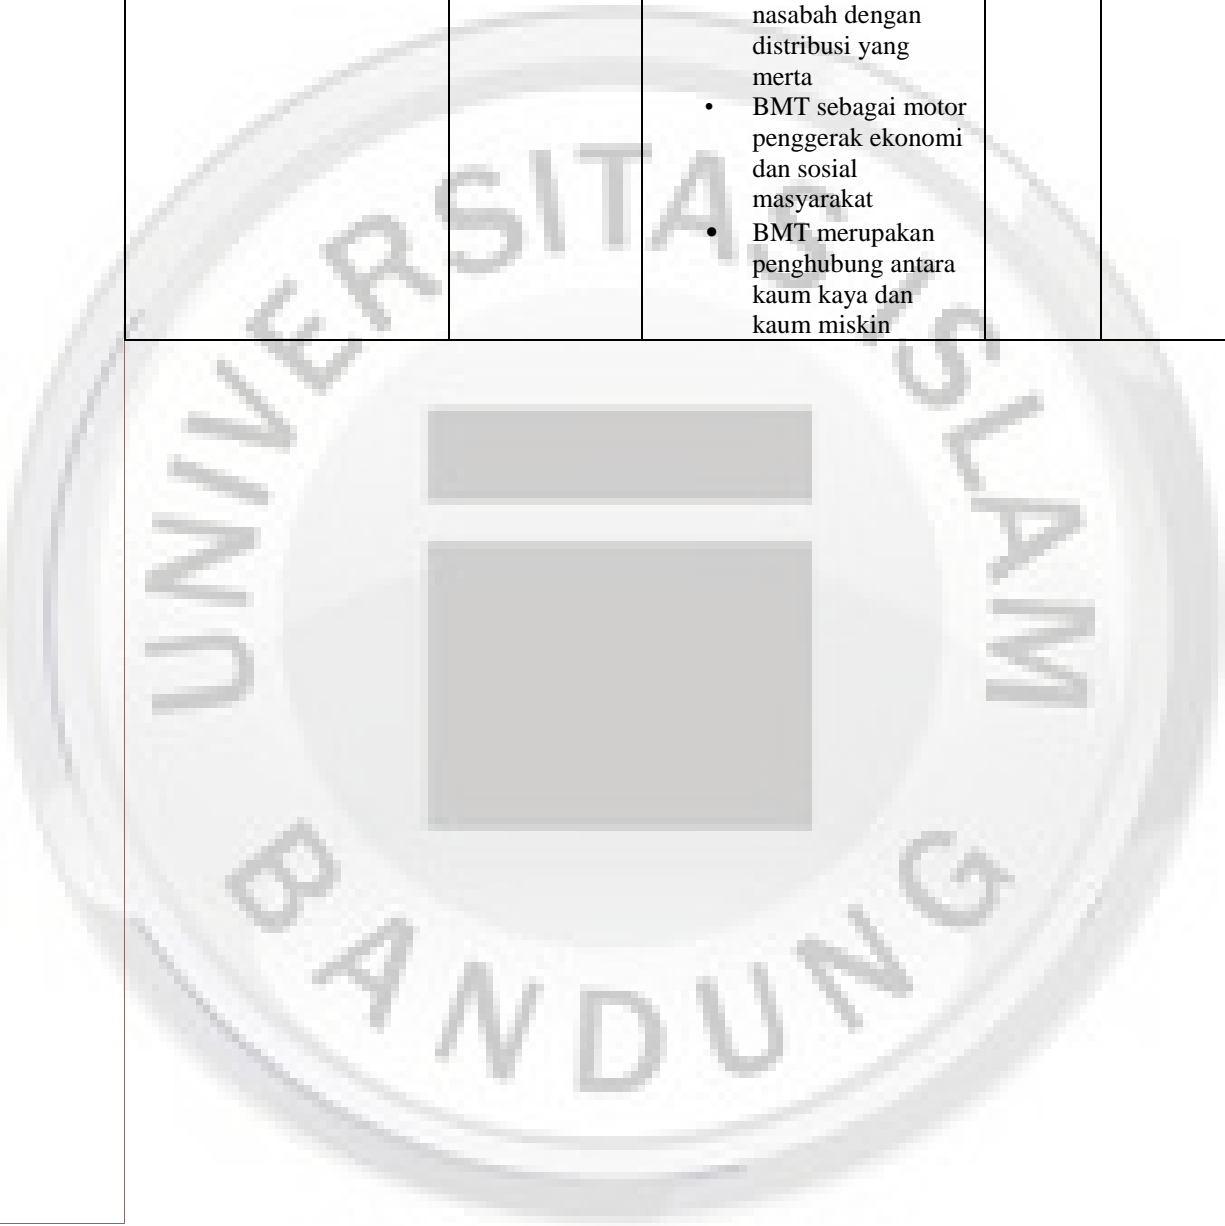 nasabah dengan
distribusi yang
merta
• BMT sebagai motor
penggerak ekonomi
dan sosial
masyarakat
• BMT merupakan
penghubung antara
kaum kaya dan
kaum miskin
UNIVERSITAS ISLAM
BANDUNG